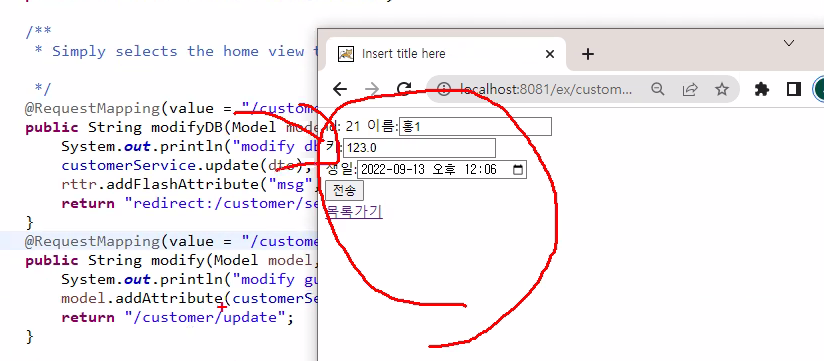 /**
* Simply selects the home view t
*/
@RequestMapping(value = "/custome
public String modifyDB(Model mode
System.out.println("modify db
customerService.update(dto);
rttr.addFlashAttribute("msg",
return "redirect:/customer/se
}
@RequestMapping(value = "/custome
public String modify(Model model,
System.out.println("modify gu
model.addAttribute(customerSe
return "/customer/update";
}
Insert title here
localhost:8081/ex/custom...
id: 21 이름: 홍1
키: 123.0
생일: 2022-09-13 오후 12:06
전송
목록가기